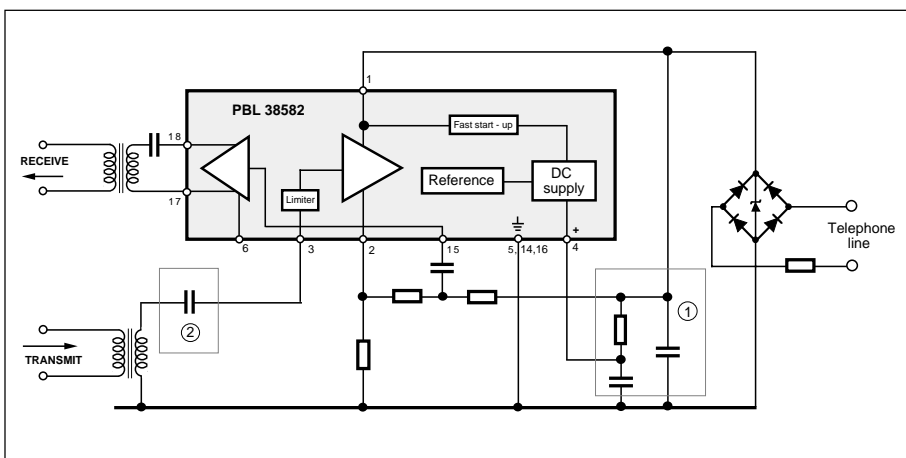 1
PBL 38582
Fast start - up
18
RECEIVE
Reference
DC
supply
Limiter
17
Telephone
line
+
6
3
2
15
5, 14,16
4
1
2
TRANSMIT